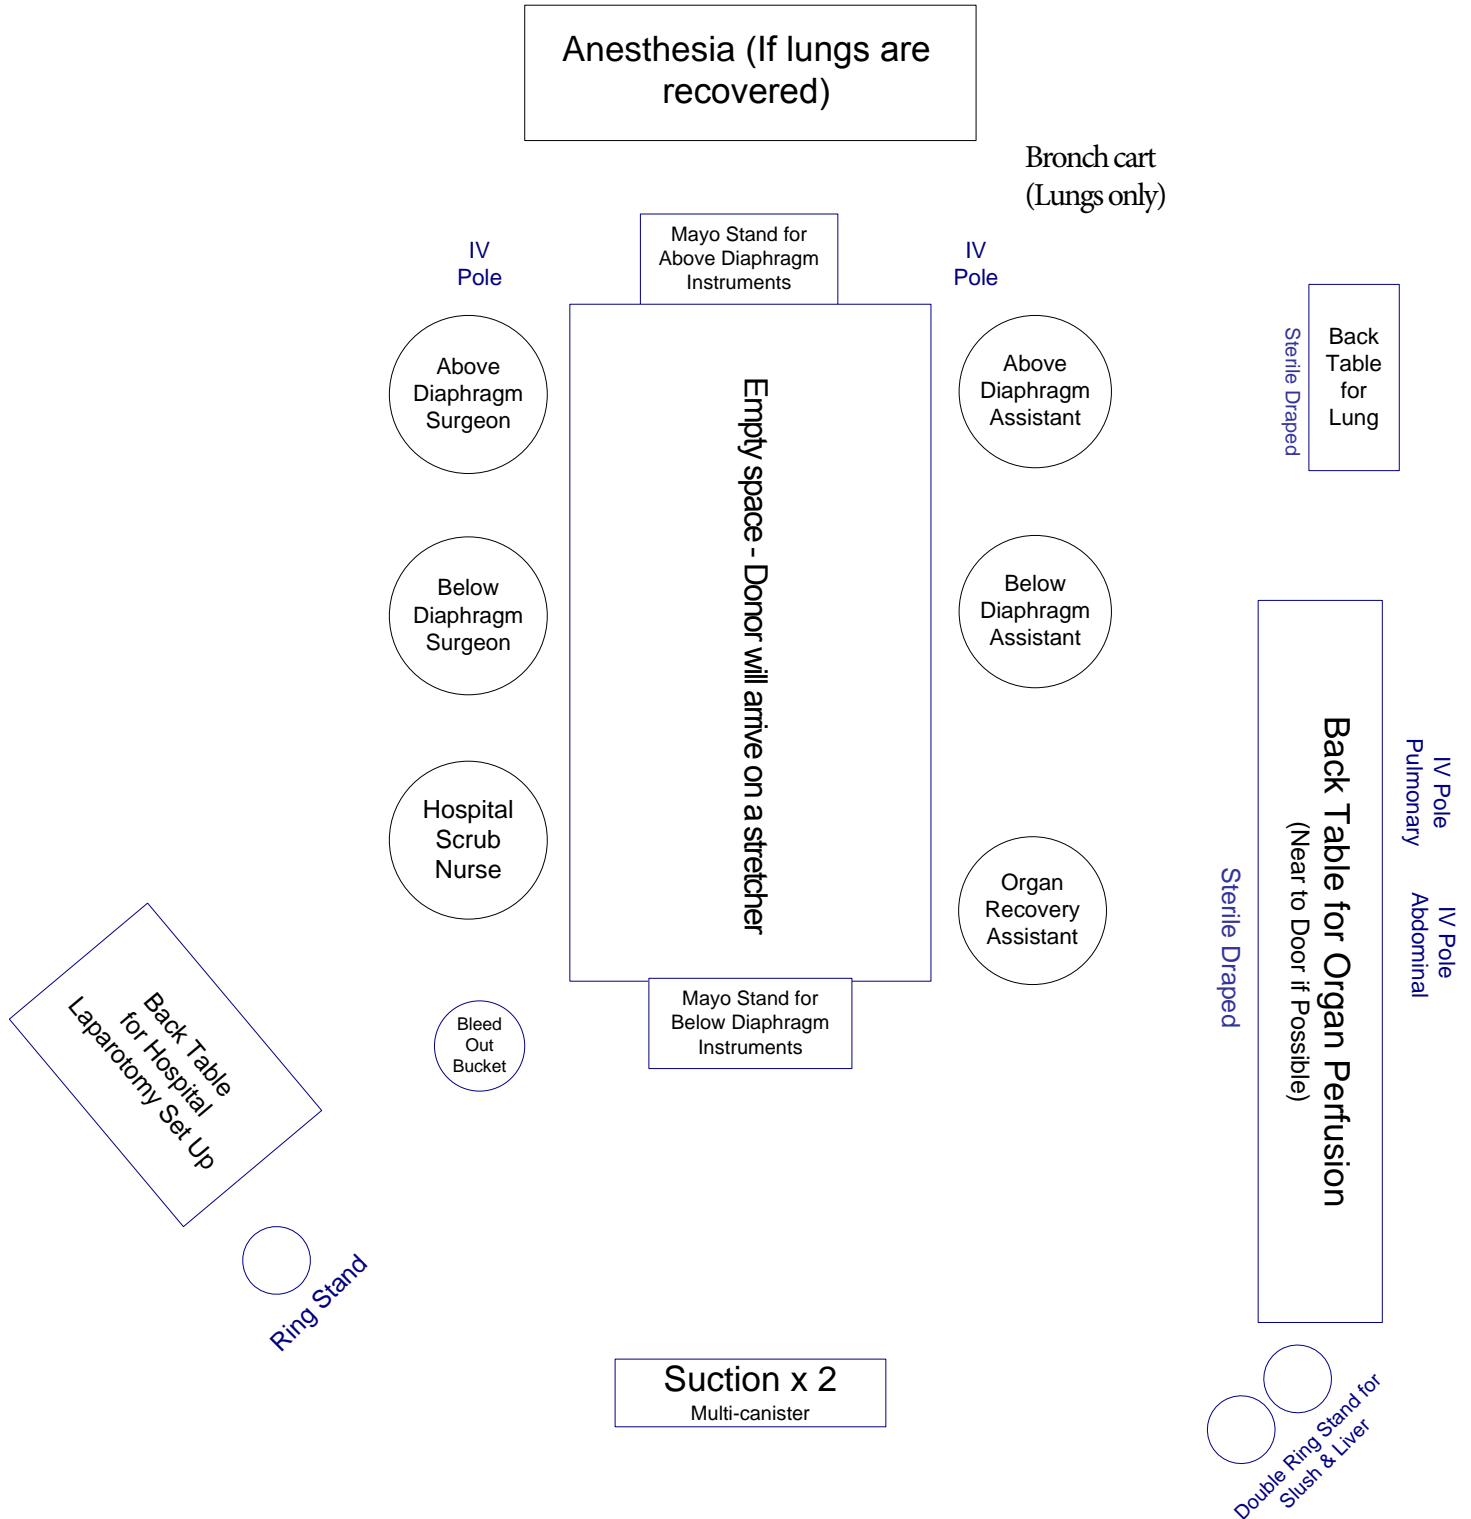 Anesthesia (If lungs are
recovered)
Bronch cart
(Lungs only)
IV
Pole
Mayo Stand for
Above Diaphragm
Instruments
IV
Pole
Above
Diaphragm
Surgeon
Above
Diaphragm
Assistant
Sterile Draped
Back
Table
for
Lung
Empty space - Donor will arrive on a stretcher
Below
Diaphragm
Surgeon
Below
Diaphragm
Assistant
Hospital
Scrub
Nurse
Organ
Recovery
Assistant
Sterile Draped
Back Table for Organ Perfusion
(Near to Door if Possible)
IV Pole
Pulmonary
IV Pole
Abdominal
Back Table
for Hospital
Laparotomy Set Up
Bleed
Out
Bucket
Mayo Stand for
Below Diaphragm
Instruments
Ring Stand
Suction x 2
Multi-canister
Double Ring Stand for
Slush & Liver